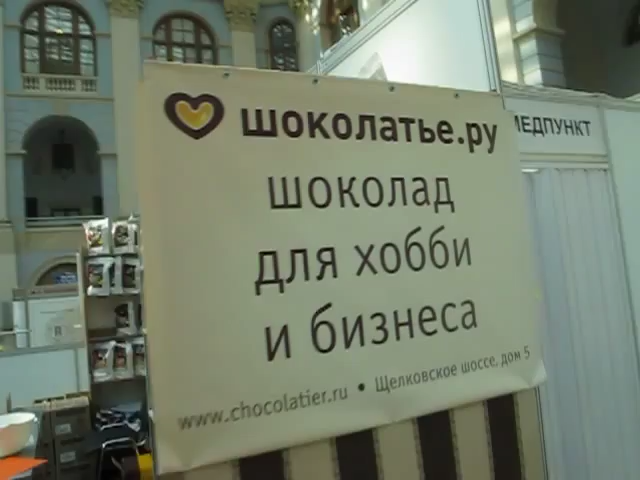 шоколатье.ру
шоколад
для хобби
и бизнеса
www.chocolatier.ru • Щелковское шоссе, дом 5
МЕДПУНКТ